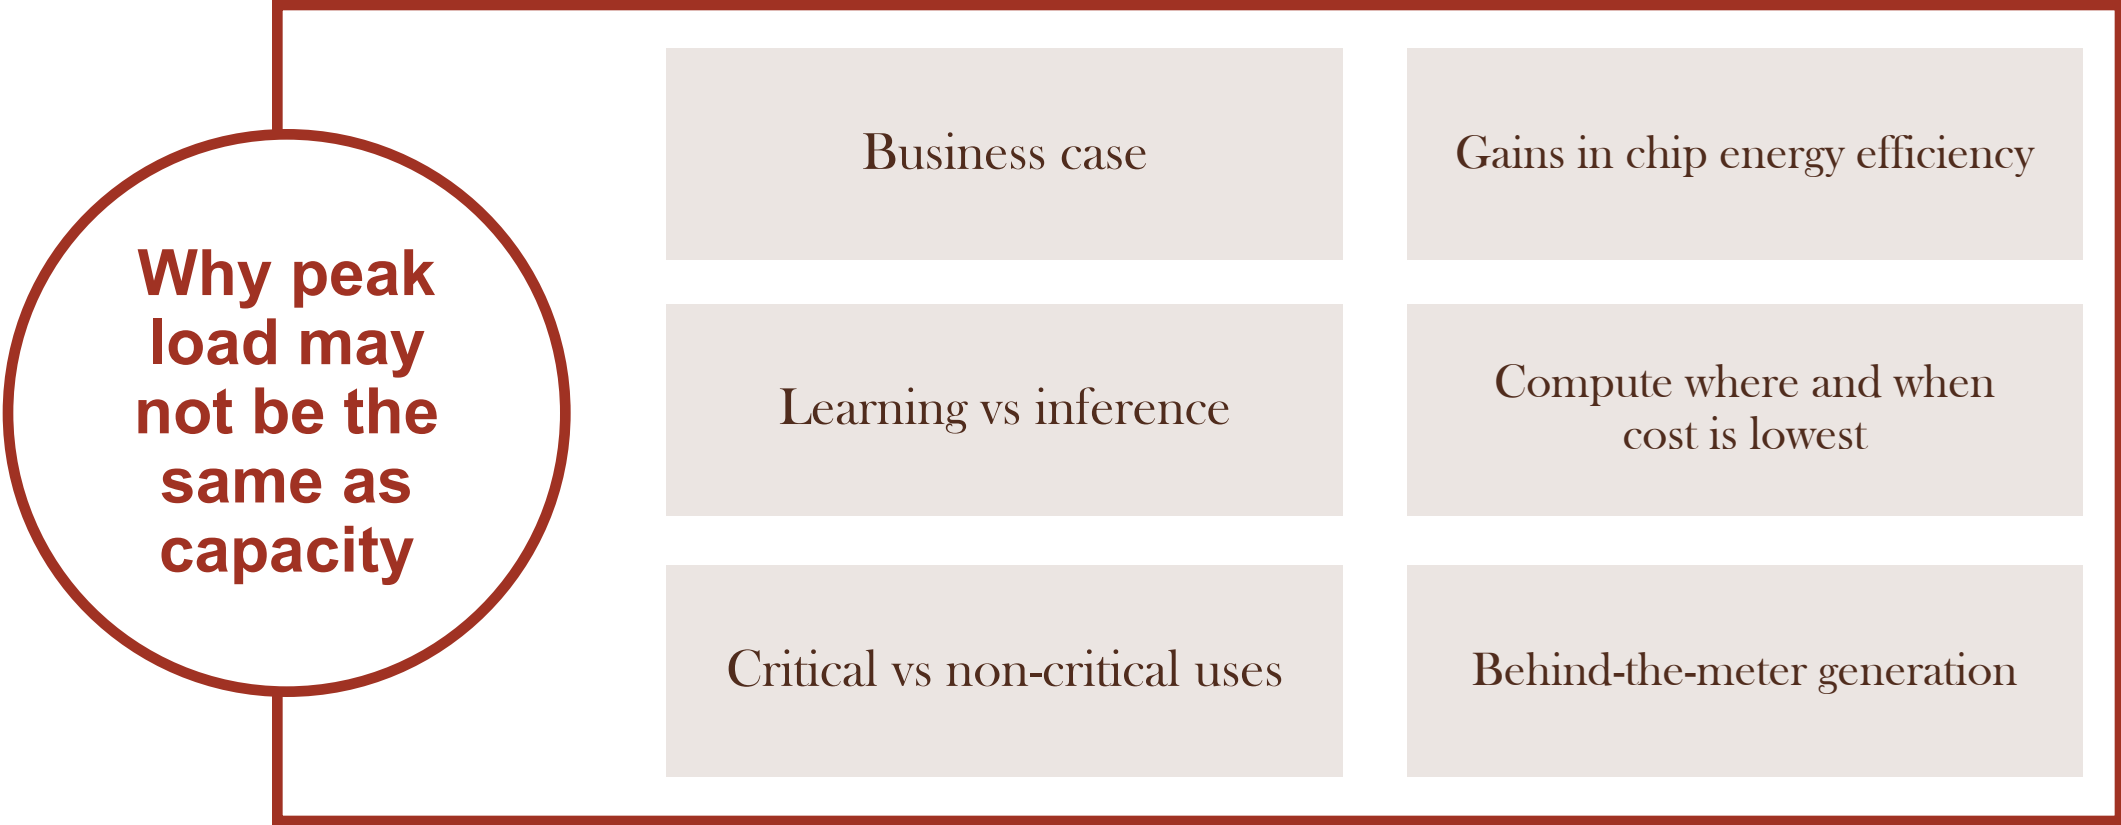 Why peak
load may
not be the
same as
capacity
Business case
Gains in chip energy efficiency
Learning vs inference
Compute where and when
cost is lowest
Critical vs non-critical uses
Behind-the-meter generation